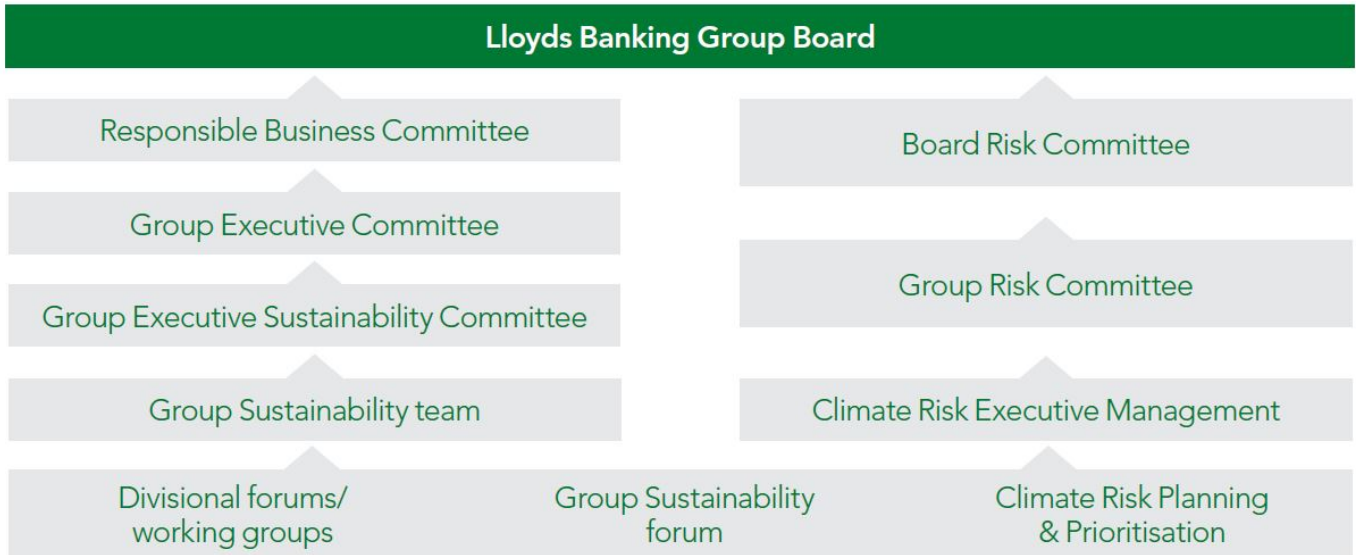 Lloyds Banking Group Board
Responsible Business Committee
Group Executive Committee
Group Executive Sustainability Committee
Group Sustainability team
Board Risk Committee
Group Risk Committee
Climate Risk Executive Management
Divisional forums/
working groups
Group Sustainability
forum
Climate Risk Planning
& Prioritisation